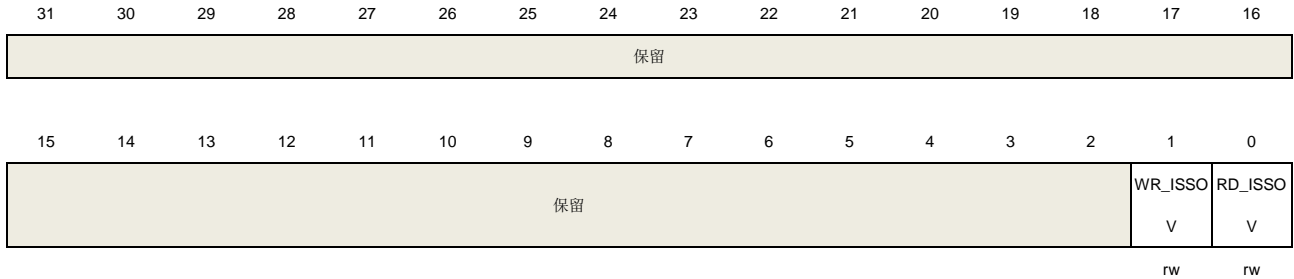 31 30 29 28 27 26 25 24 23 22 21 20 19 18 17 16
保留
15 14 13 12 11 10 9 8 7 6 5 4 3 2 1 0
保留
WR_ISSO RD_ISSO
V V
rw rw